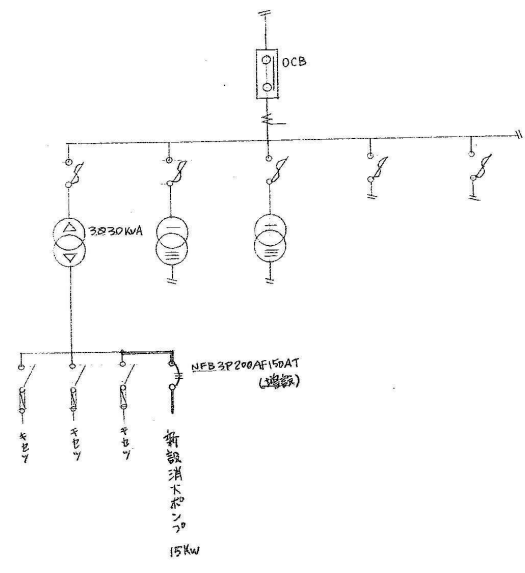 OCB
3Φ30KVA
NFB3P200AF150AT
(増設)
キセツ
キセツ
キセツ
新設消火ポンプ
15KW